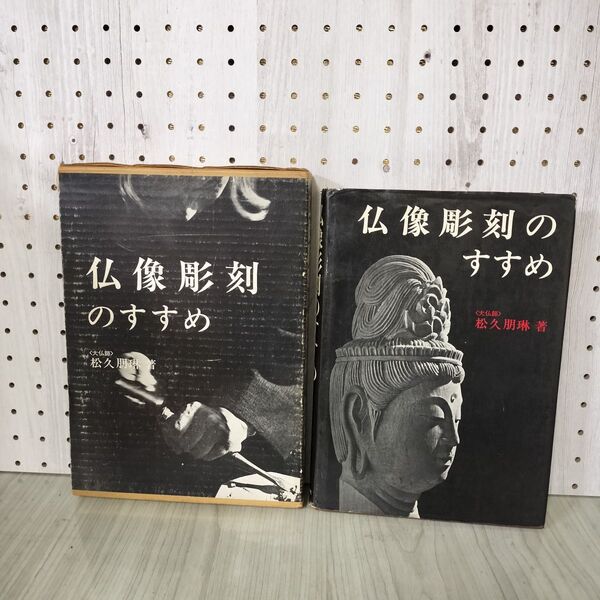 仏像彫刻
のすすめ
〈大仏師〉
松久朋琳 著
仏像彫刻の
すすめ
〈大仏師〉
松久朋琳 著